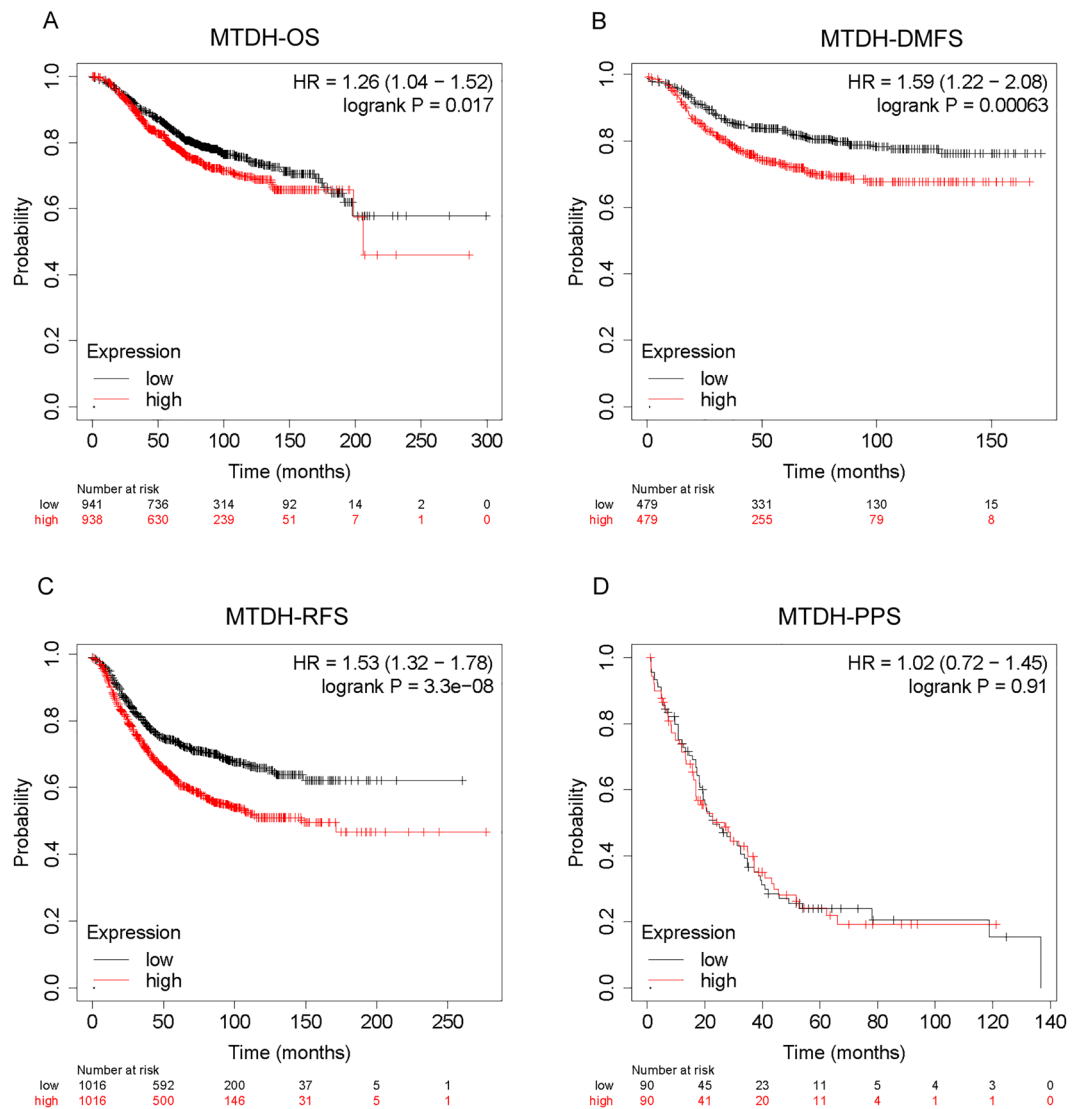 A
MTDH-OS
HR = 1.26 (1.04 − 1.52)
logrank P = 0.017
Probability
1.0
0.8
0.6
0.4
0.2
0.0
Expression
low
high
0 50 100 150 200 250 300
Time (months)
Number at risk
low 941 736 314 92 14 2 0
high 938 630 239 51 7 1 0
B
MTDH-DMFS
HR = 1.59 (1.22 − 2.08)
logrank P = 0.00063
Probability
1.0
0.8
0.6
0.4
0.2
0.0
Expression
low
high
0 50 100 150
Time (months)
Number at risk
low 479 331 130 15
high 479 255 79 8
C
MTDH-RFS
HR = 1.53 (1.32 − 1.78)
logrank P = 3.3e−08
Probability
1.0
0.8
0.6
0.4
0.2
0.0
Expression
low
high
0 50 100 150 200 250
Time (months)
Number at risk
low 1016 592 200 37 5 1
high 1016 500 146 31 5 1
D
MTDH-PPS
HR = 1.02 (0.72 − 1.45)
logrank P = 0.91
Probability
1.0
0.8
0.6
0.4
0.2
0.0
Expression
low
high
0 20 40 60 80 100 120 140
Time (months)
Number at risk
low 90 45 23 11 5 4 3 0
high 90 41 20 11 4 1 1 0